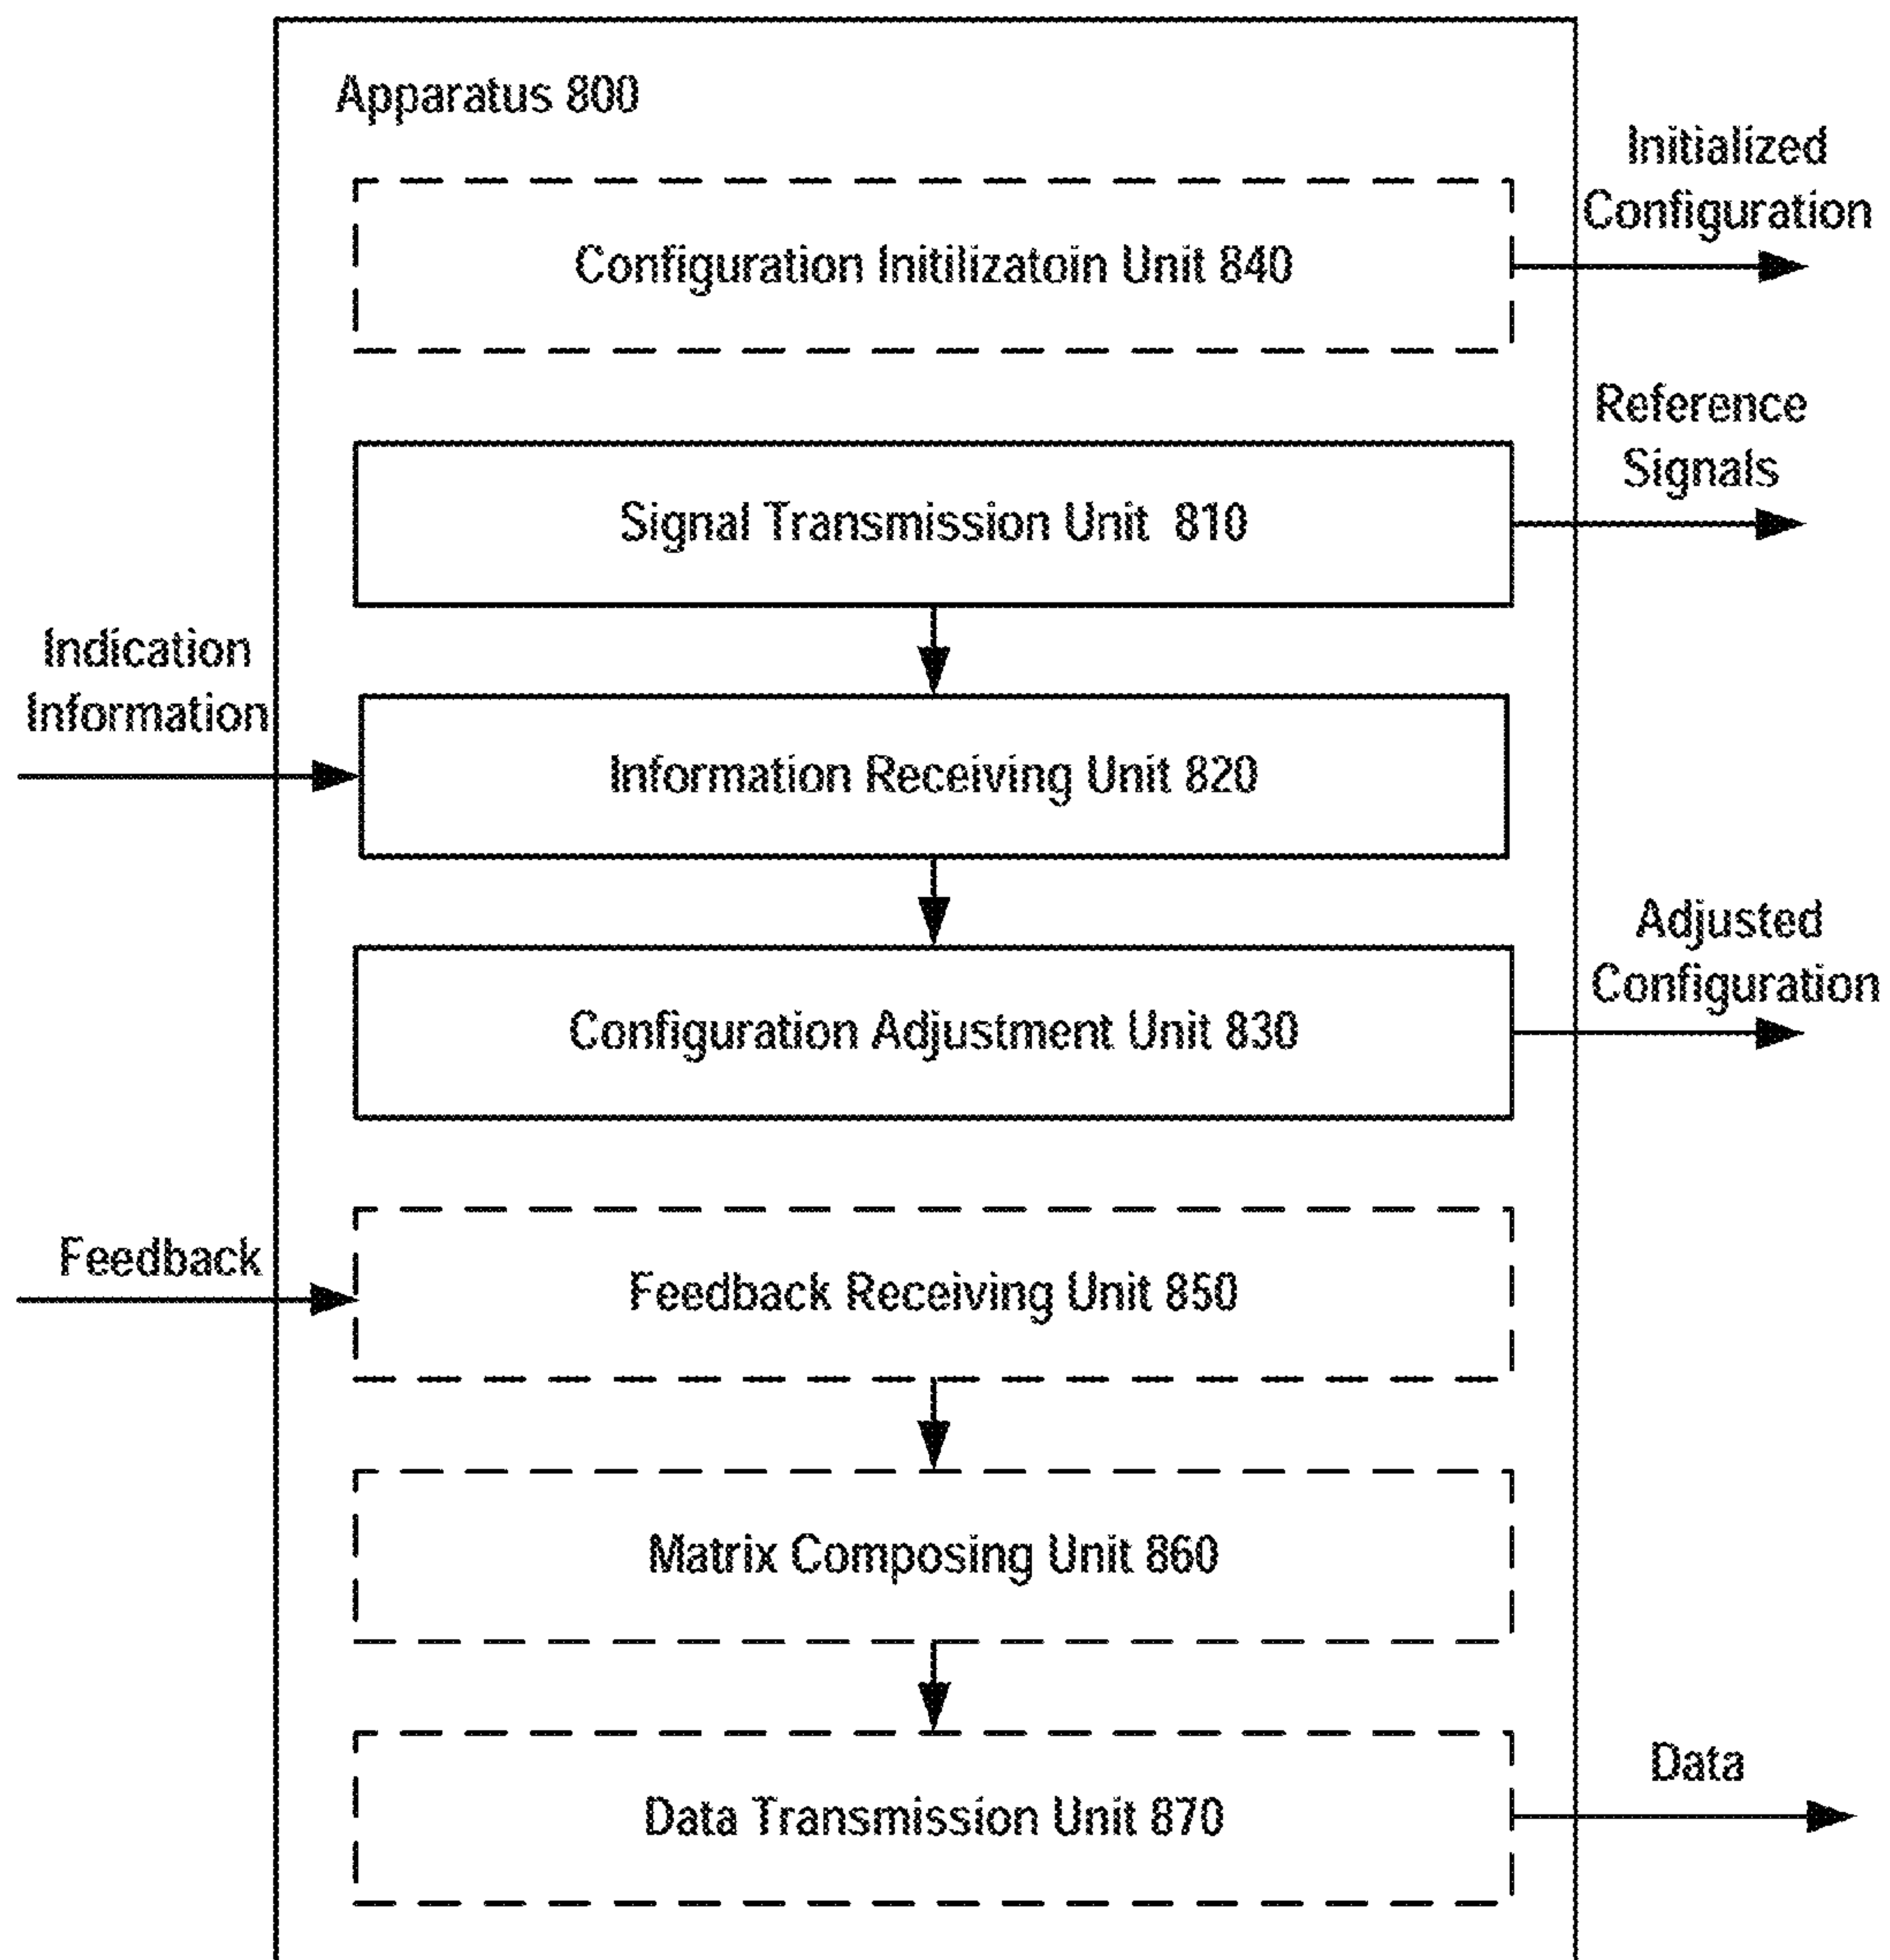 Apparatus 800
Initialized
Configuration
Configuration Initilizatoin Unit 840
Reference
Signals
Signal Transmission Unit 810
Indication
Information
Information Receiving Unit 820
Adjusted
Configuration
Configuration Adjustment Unit 830
Feedback
Feedback Receiving Unit 850
Matrix Composing Unit 860
Data
Data Transmission Unit 870